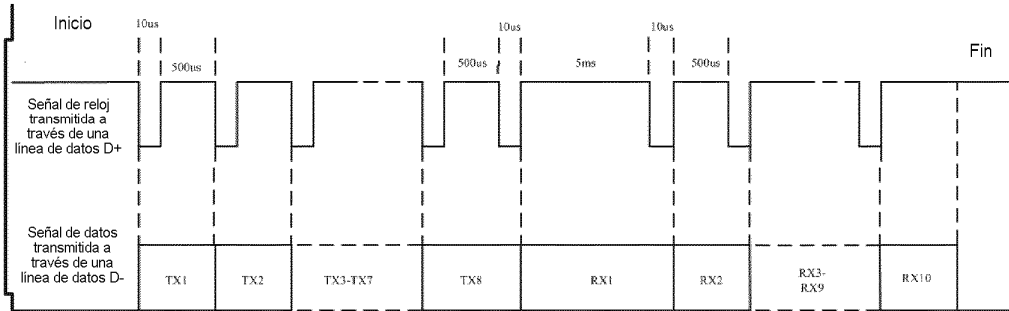 Inicio
10us
10us
10us
Fin
500us
500us
5ms
500us
Señal de reloj
transmitida a
través de una
línea de datos D+
Señal de datos
transmitida a
través de una
línea de datos D-
TX1
TX2
TX3-TX7
TX8
RX1
RX2
RX3-
RX9
RX10